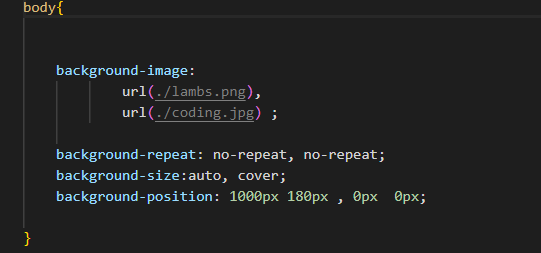 body{
background-image:
url(./lambs.png),
url(./coding.jpg) ;
background-repeat: no-repeat, no-repeat;
background-size:auto, cover;
background-position: 1000px 180px , 0px  0px;
}